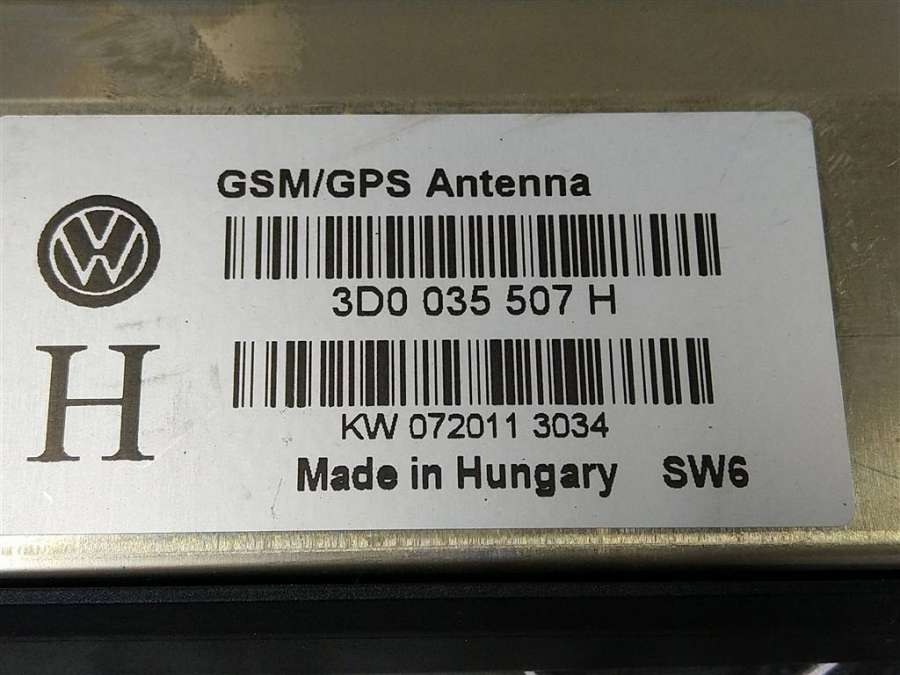 GSM/GPS Antenna
3D0 035 507 H
H
KW 072011 3034
Made in Hungary SW6